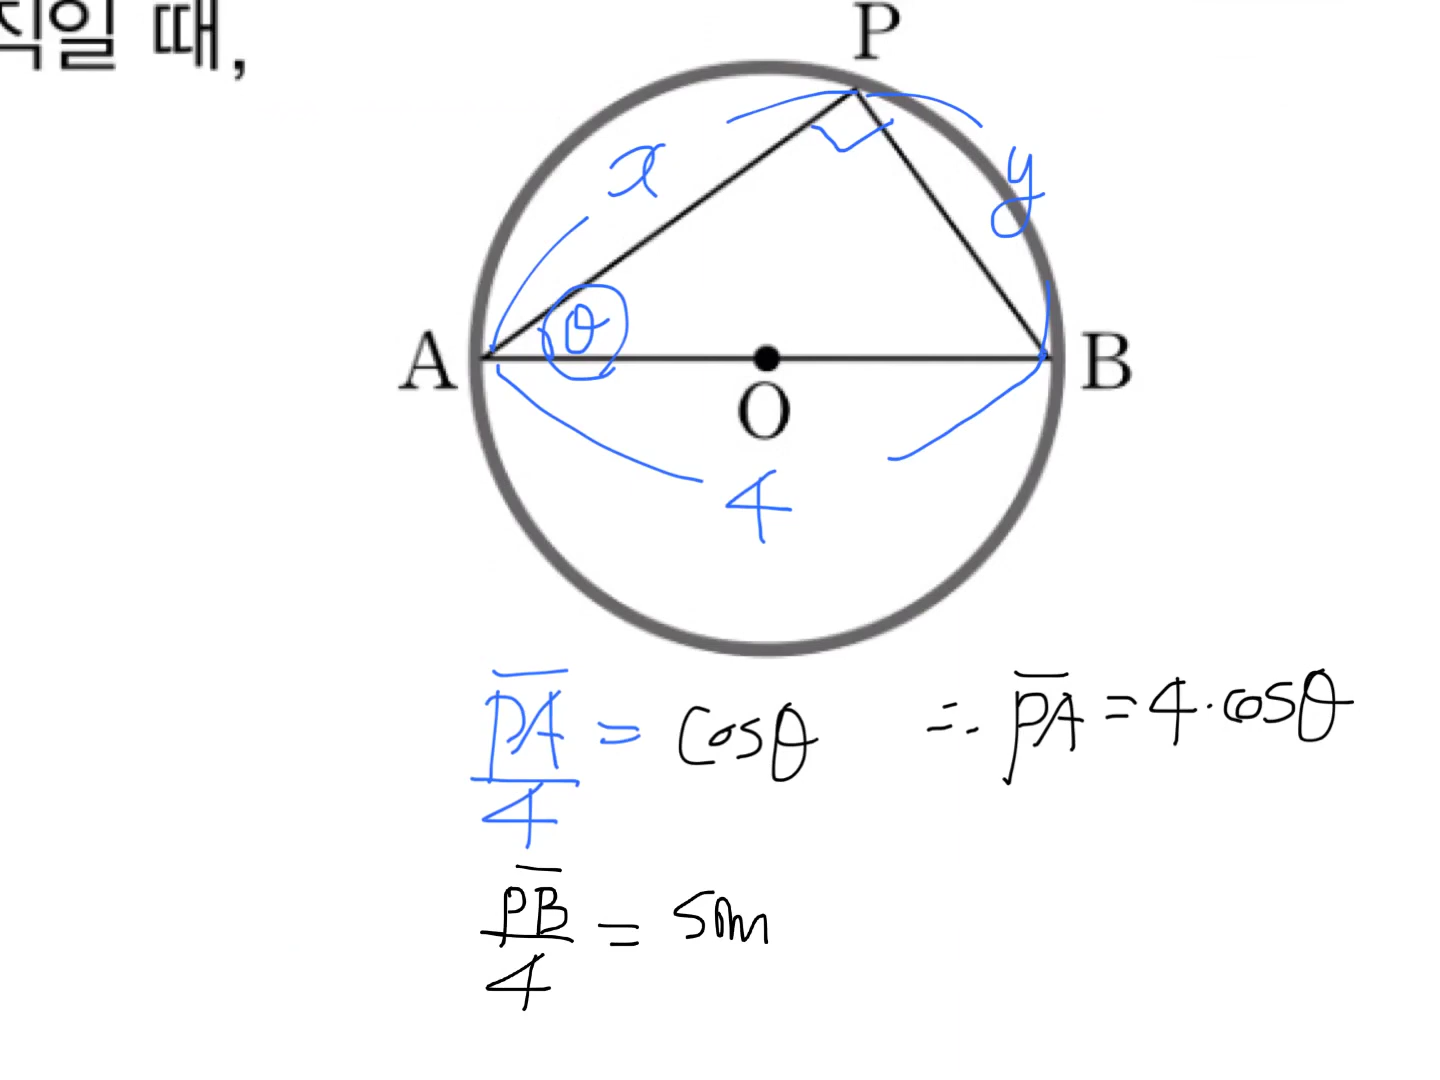 직일 때,
P
x
y
θ
A
B
O
4
PA/4 = cosθ ∴ PA = 4·cosθ
PB/4 = sin